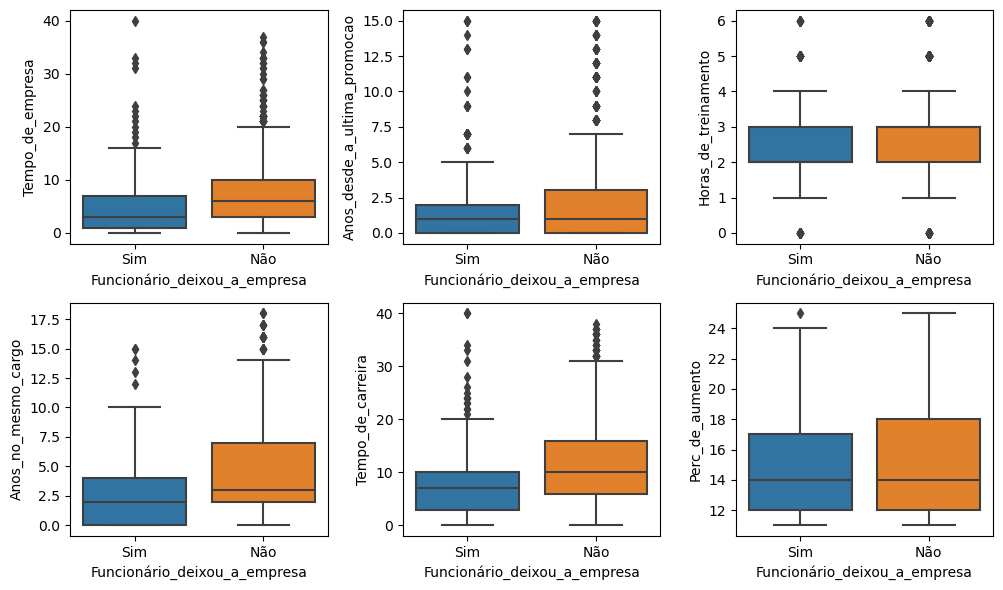 Tempo_de_empresa
40
30
20
10
0
Sim
Não
Funcionário_deixou_a_empresa
Anos_desde_a_ultima_promocao
15.0
12.5
10.0
7.5
5.0
2.5
0.0
Sim
Não
Funcionário_deixou_a_empresa
Horas_de_treinamento
6
5
4
3
2
1
0
Sim
Não
Funcionário_deixou_a_empresa
Anos_no_mesmo_cargo
17.5
15.0
12.5
10.0
7.5
5.0
2.5
0.0
Sim
Não
Funcionário_deixou_a_empresa
Tempo_de_carreira
40
30
20
10
0
Sim
Não
Funcionário_deixou_a_empresa
Perc_de_aumento
24
22
20
18
16
14
12
Sim
Não
Funcionário_deixou_a_empresa